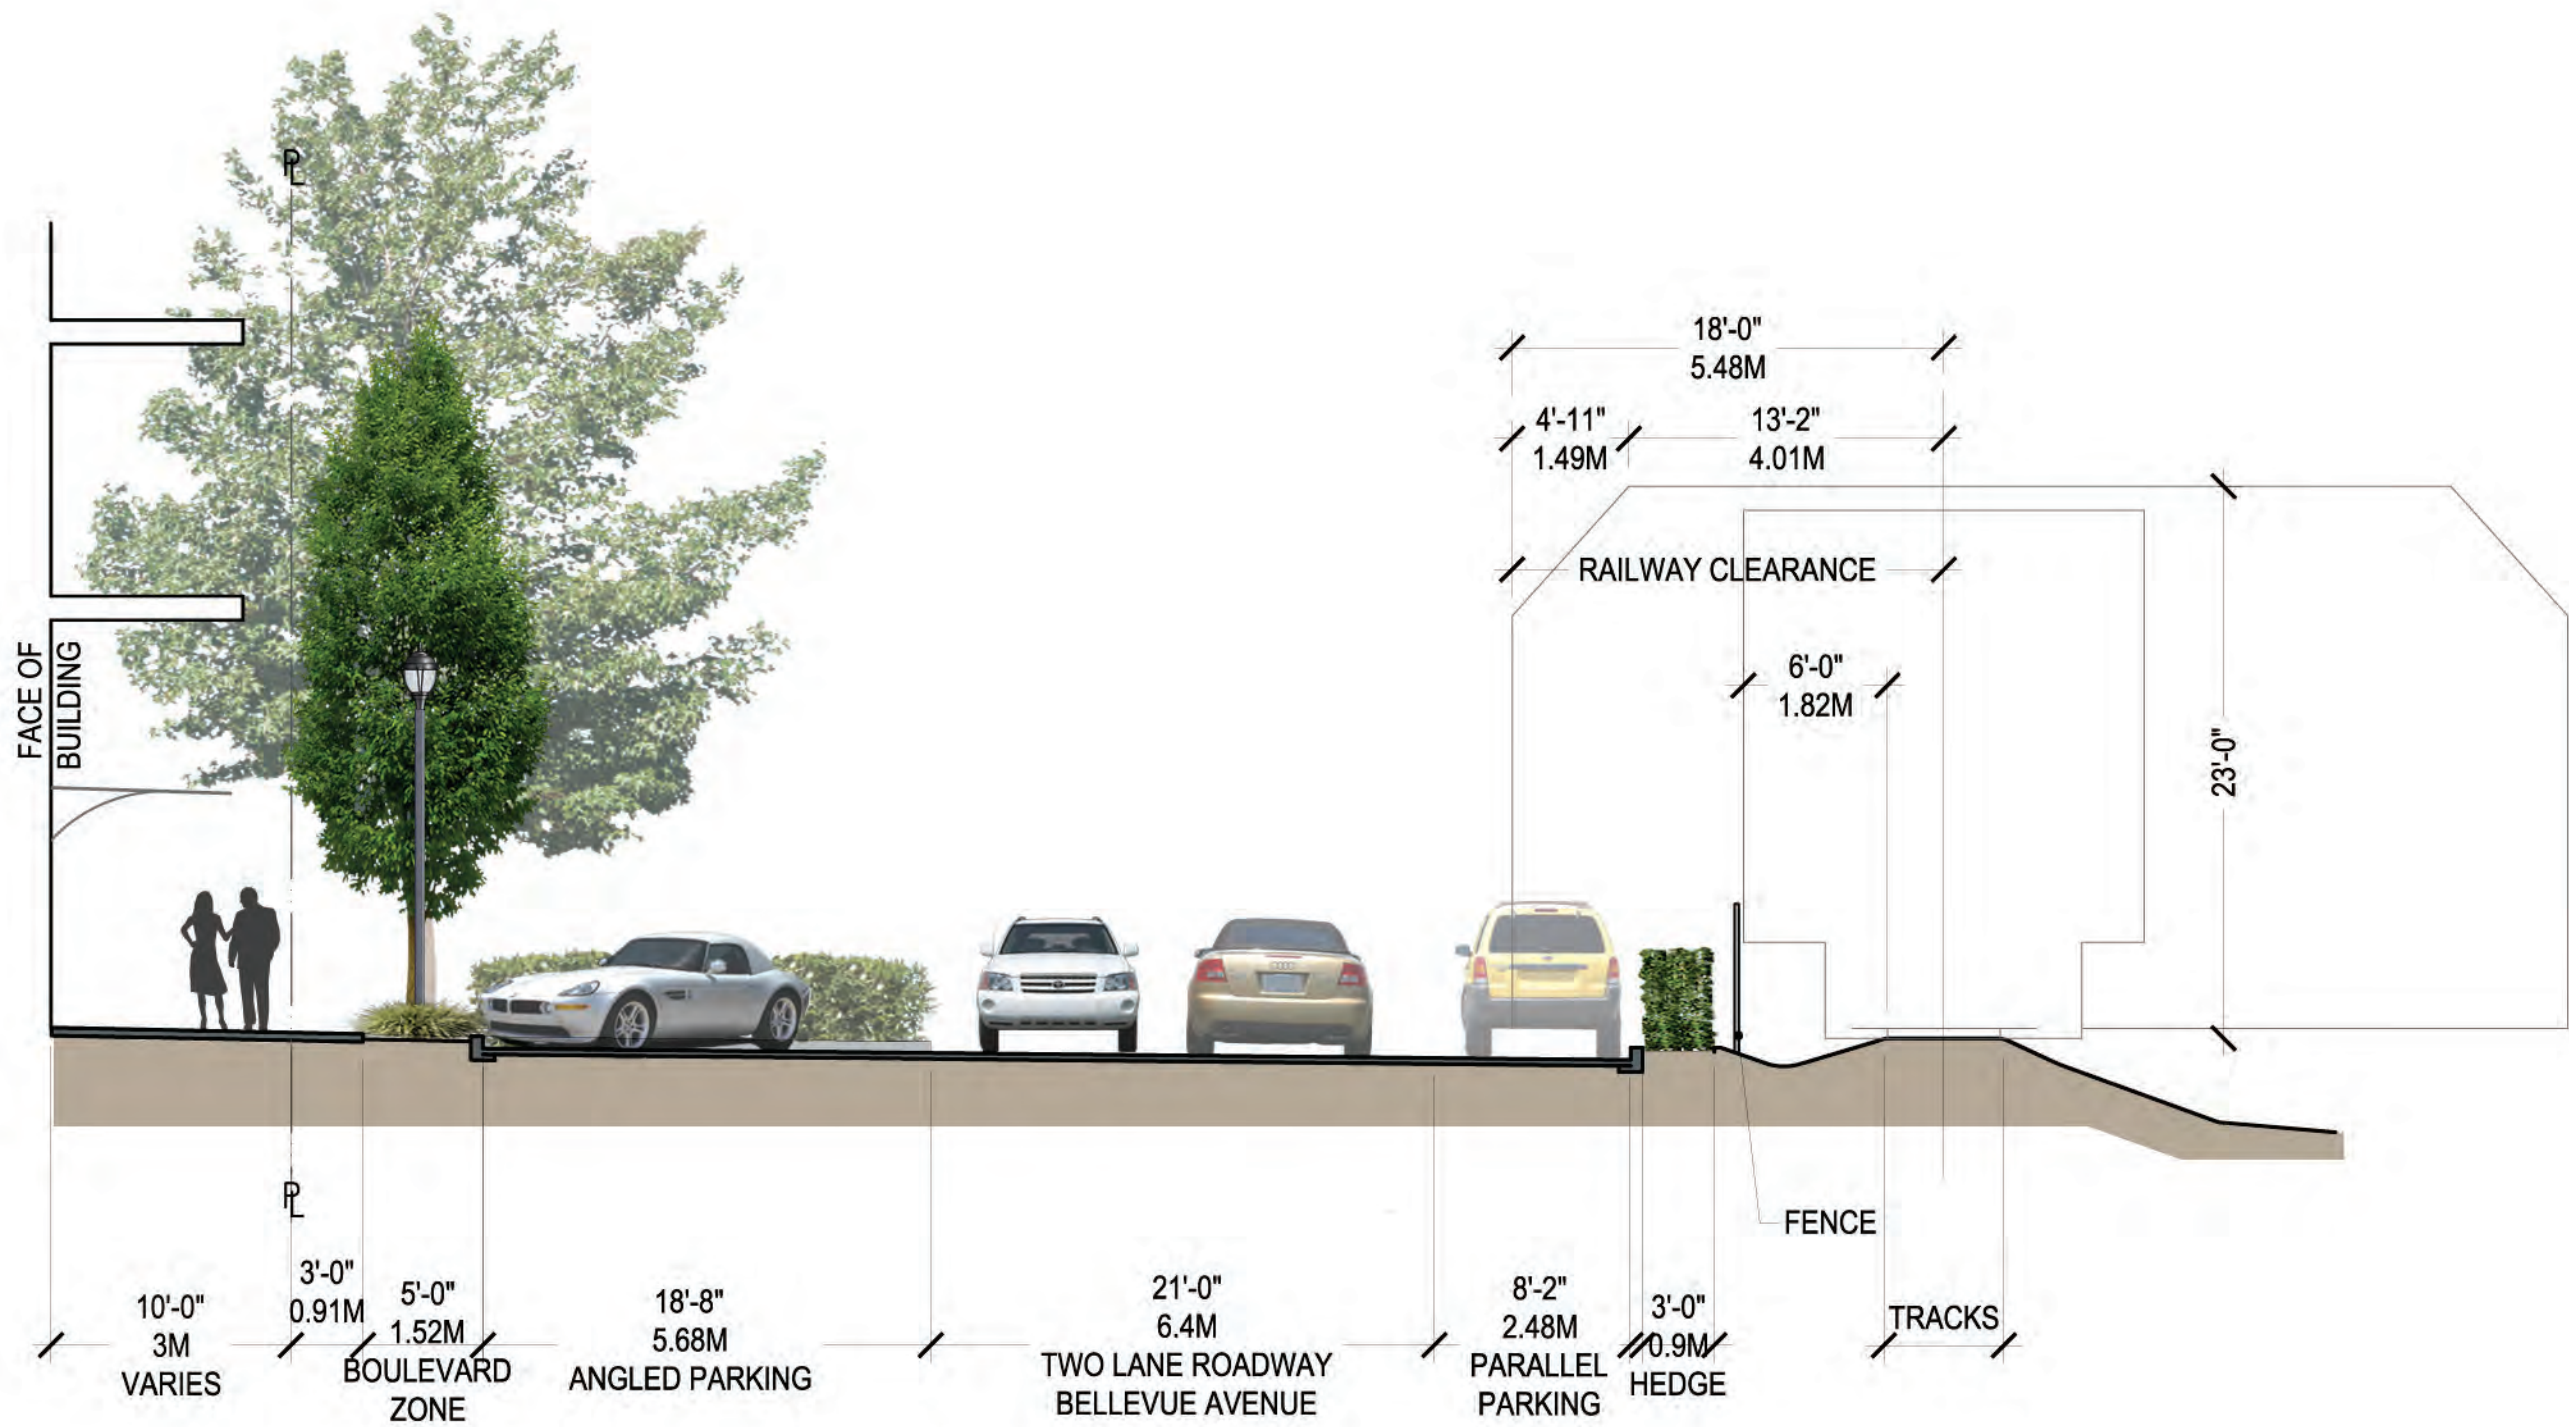 PL
18'-0"
5.48M
4'-11"
1.49M
13'-2"
4.01M
RAILWAY CLEARANCE
6'-0"
1.82M
23'-0"
FACE OF
BUILDING
PL
FENCE
10'-0"
3M
VARIES
3'-0"
0.91M
5'-0"
1.52M
BOULEVARD
ZONE
18'-8"
5.68M
ANGLED PARKING
21'-0"
6.4M
TWO LANE ROADWAY
BELLEVUE AVENUE
8'-2"
2.48M
PARALLEL
PARKING
3'-0"
0.9M
HEDGE
TRACKS